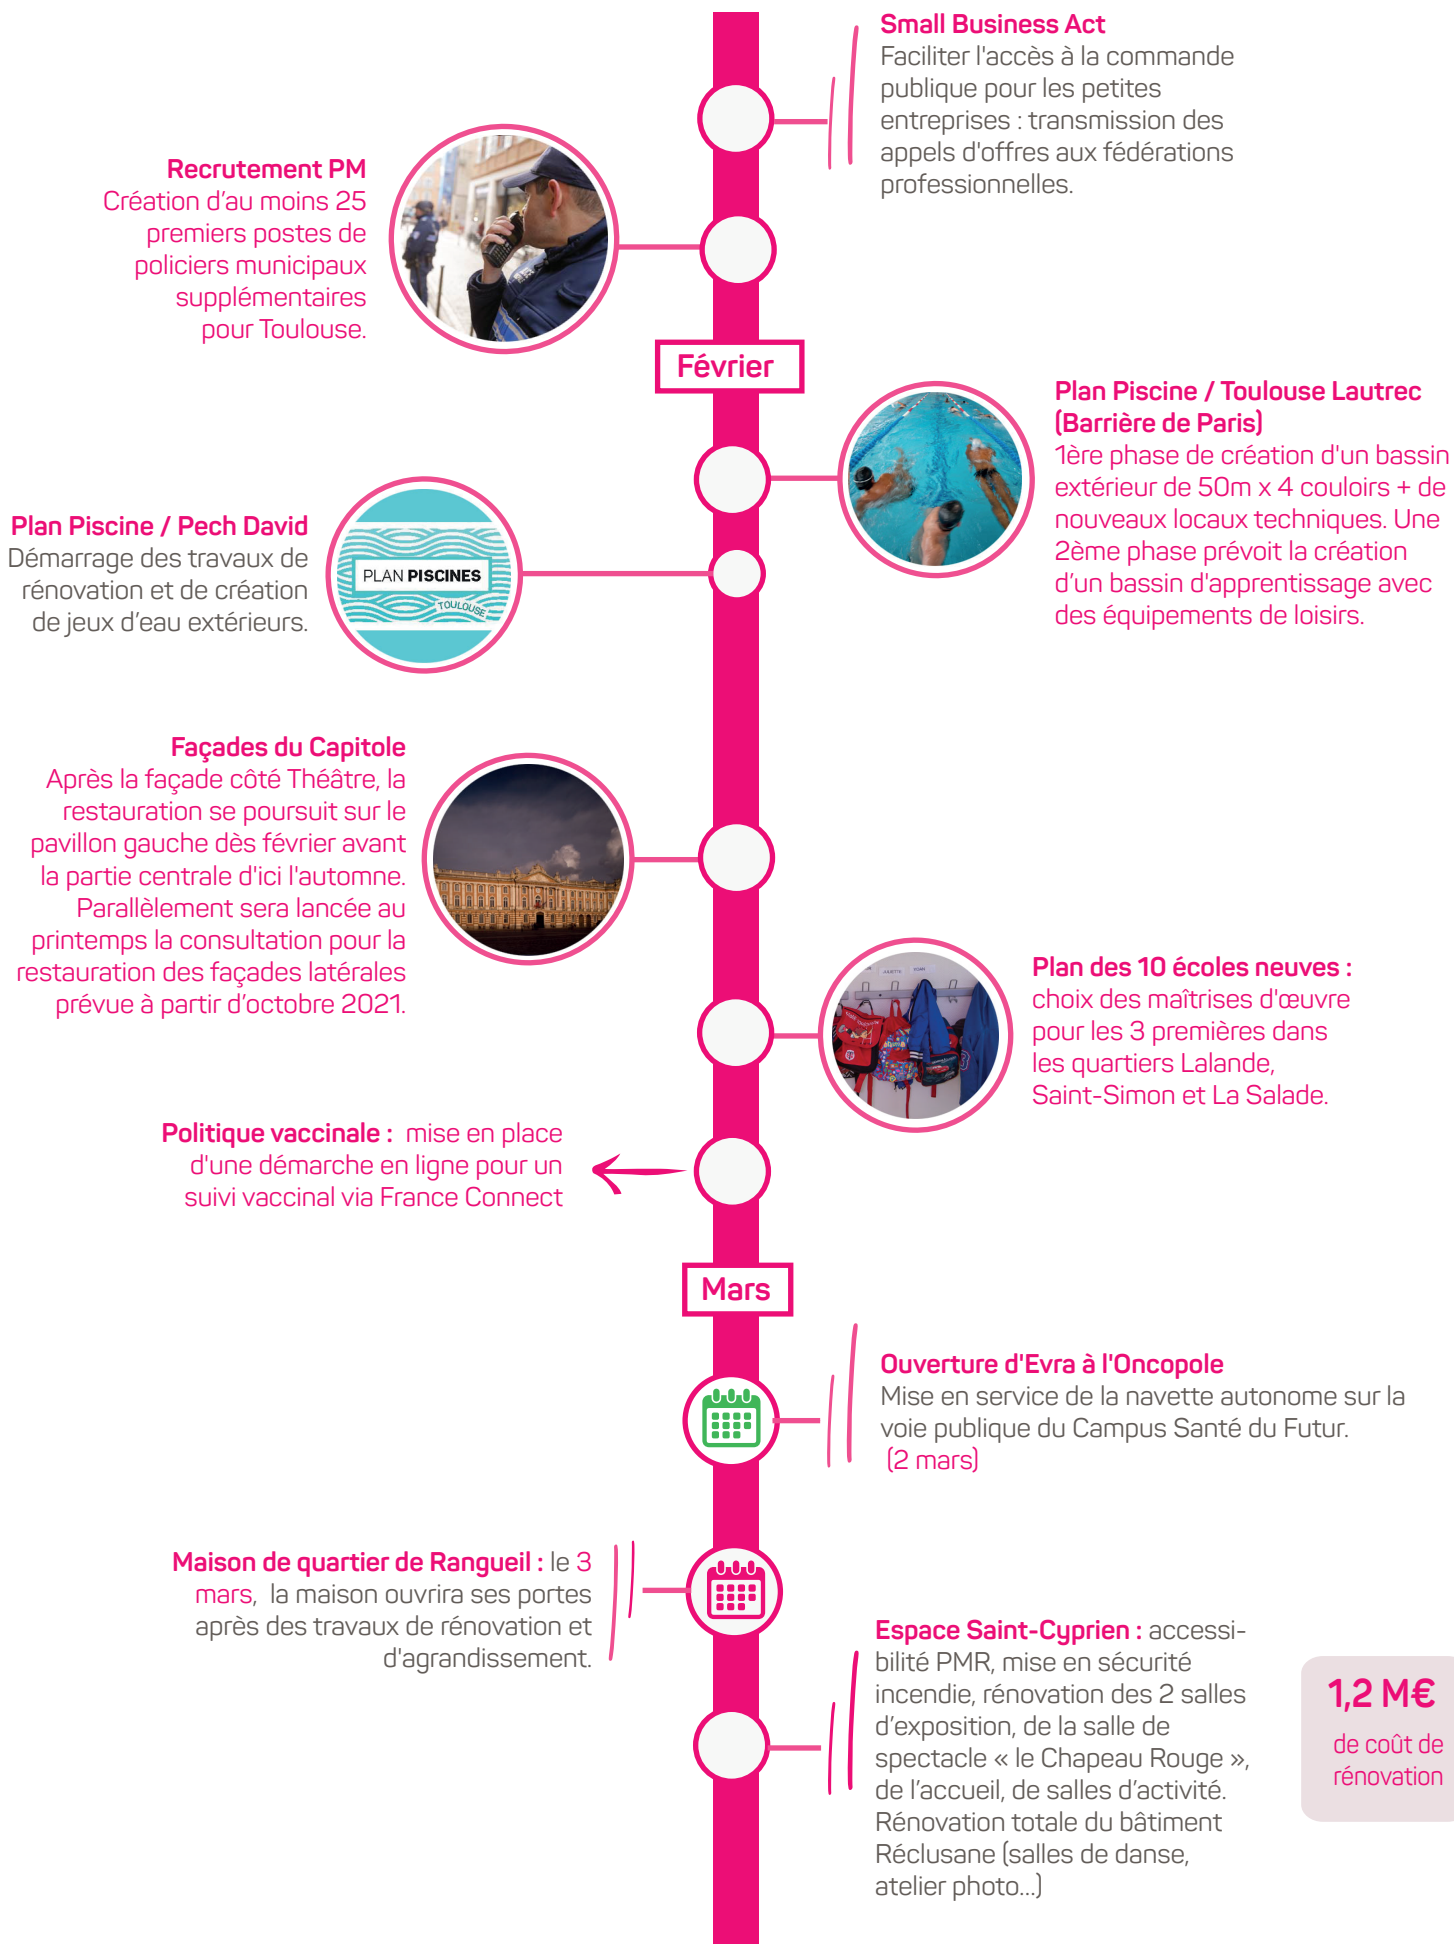 Small Business Act
Faciliter l'accès à la commande
publique pour les petites
entreprises : transmission des
appels d'offres aux fédérations
professionnelles.
Recrutement PM
Création d’au moins 25
premiers postes de
policiers municipaux
supplémentaires
pour Toulouse.
Février
Plan Piscine / Toulouse Lautrec
(Barrière de Paris)
1ère phase de création d'un bassin
extérieur de 50m x 4 couloirs + de
nouveaux locaux techniques. Une
2ème phase prévoit la création
d’un bassin d'apprentissage avec
des équipements de loisirs.
Plan Piscine / Pech David
Démarrage des travaux de
rénovation et de création
de jeux d’eau extérieurs.
PLAN PISCINES
TOULOUSE
Façades du Capitole
Après la façade côté Théâtre, la
restauration se poursuit sur le
pavillon gauche dès février avant
la partie centrale d'ici l'automne.
Parallèlement sera lancée au
printemps la consultation pour la
restauration des façades latérales
prévue à partir d’octobre 2021.
Plan des 10 écoles neuves :
choix des maîtrises d'œuvre
pour les 3 premières dans
les quartiers Lalande,
Saint-Simon et La Salade.
Politique vaccinale : mise en place
d'une démarche en ligne pour un
suivi vaccinal via France Connect
Mars
Ouverture d'Evra à l'Oncopole
Mise en service de la navette autonome sur la
voie publique du Campus Santé du Futur.
(2 mars)
Maison de quartier de Rangueil : le 3
mars, la maison ouvrira ses portes
après des travaux de rénovation et
d'agrandissement.
Espace Saint-Cyprien : accessi-
bilité PMR, mise en sécurité
incendie, rénovation des 2 salles
d’exposition, de la salle de
spectacle « le Chapeau Rouge »,
de l’accueil, de salles d’activité.
Rénovation totale du bâtiment
Réclusane (salles de danse,
atelier photo...)
1,2 M€
de coût de
rénovation